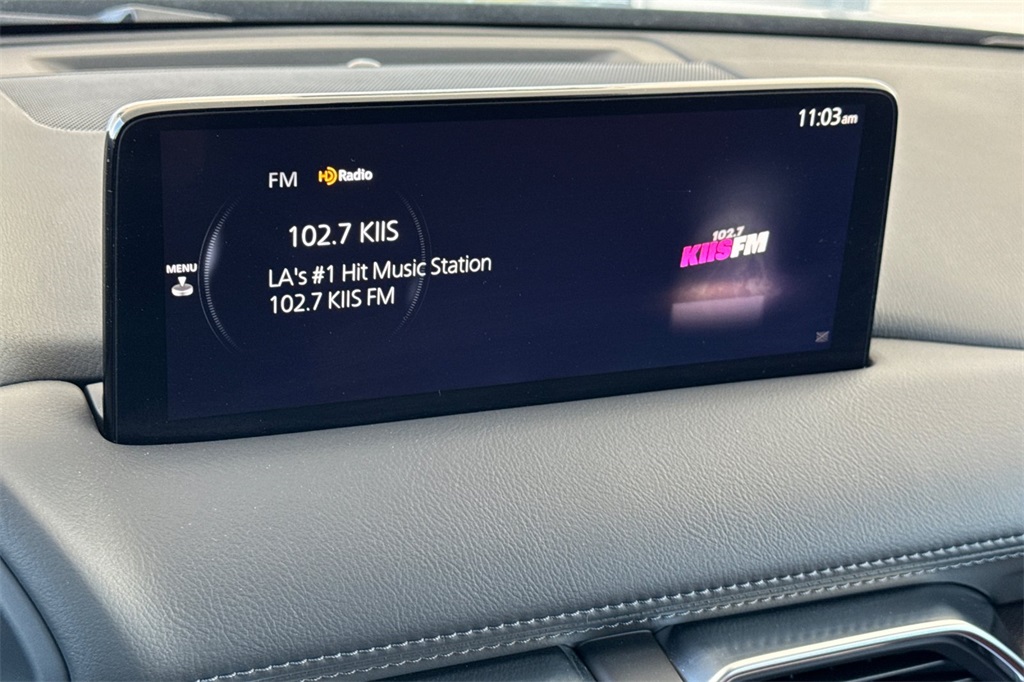 11:03am
FM HD Radio
102.7 KIIS
MENU
LA's #1 Hit Music Station
102.7 KIIS FM
102.7
KIISFM